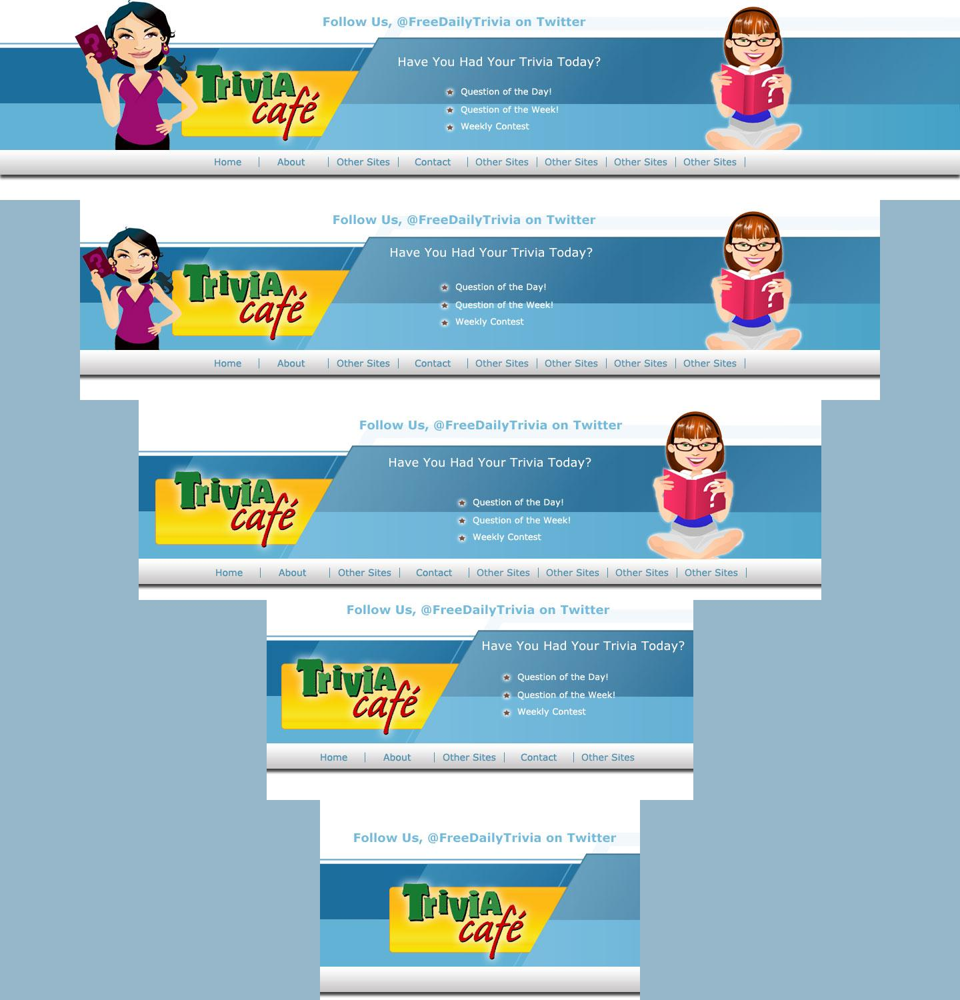 Follow Us, @FreeDailyTrivia on Twitter
?
Have You Had Your Trivia Today?
Trivia
café
Question of the Day!
Question of the Week!
Weekly Contest
?
Home | About | Other Sites | Contact | Other Sites | Other Sites | Other Sites | Other Sites |
Follow Us, @FreeDailyTrivia on Twitter
?
Have You Had Your Trivia Today?
Trivia
café
Question of the Day!
Question of the Week!
Weekly Contest
?
Home | About | Other Sites | Contact | Other Sites | Other Sites | Other Sites | Other Sites |
Follow Us, @FreeDailyTrivia on Twitter
Have You Had Your Trivia Today?
Trivia
café
Question of the Day!
Question of the Week!
Weekly Contest
?
Home | About | Other Sites | Contact | Other Sites | Other Sites | Other Sites | Other Sites |
Follow Us, @FreeDailyTrivia on Twitter
Have You Had Your Trivia Today?
Trivia
café
Question of the Day!
Question of the Week!
Weekly Contest
Home | About | Other Sites | Contact | Other Sites
Follow Us, @FreeDailyTrivia on Twitter
Trivia
café